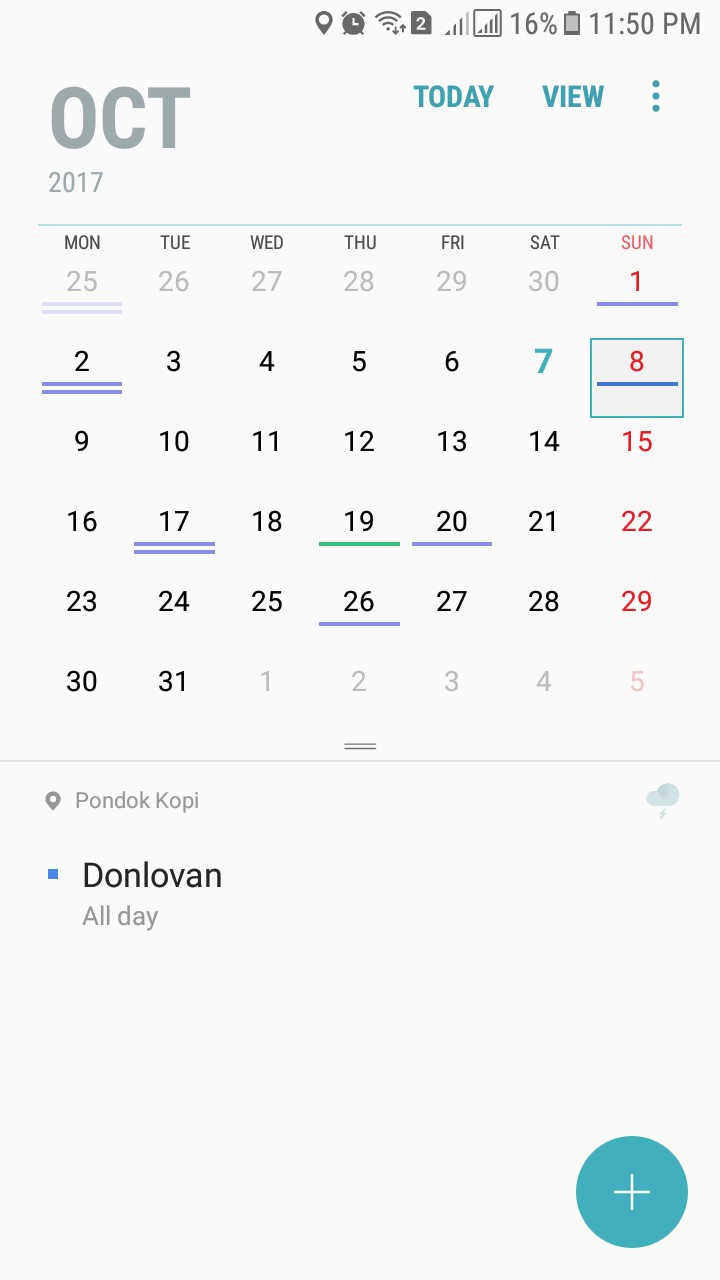 2 16% 11:50 PM
OCT TODAY VIEW
2017
MON TUE WED THU FRI SAT SUN
25 26 27 28 29 30 1
2 3 4 5 6 7 8
9 10 11 12 13 14 15
16 17 18 19 20 21 22
23 24 25 26 27 28 29
30 31 1 2 3 4 5
Pondok Kopi
Donlovan
All day